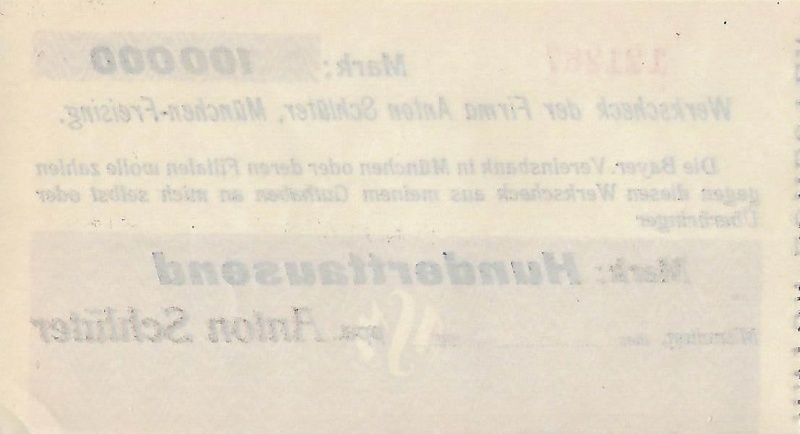 Mark: 100000
Werkscheck der Firma Anton Schlüter, München-Freising.
Die Bayer. Vereinsbank in München oder deren Filialen wolle zahlen
gegen diesen Werkscheck aus meinem Guthaben an mich selbst oder
Überbringer
Mark: Hunderttausend
München, den ppa. Anton Schlüter